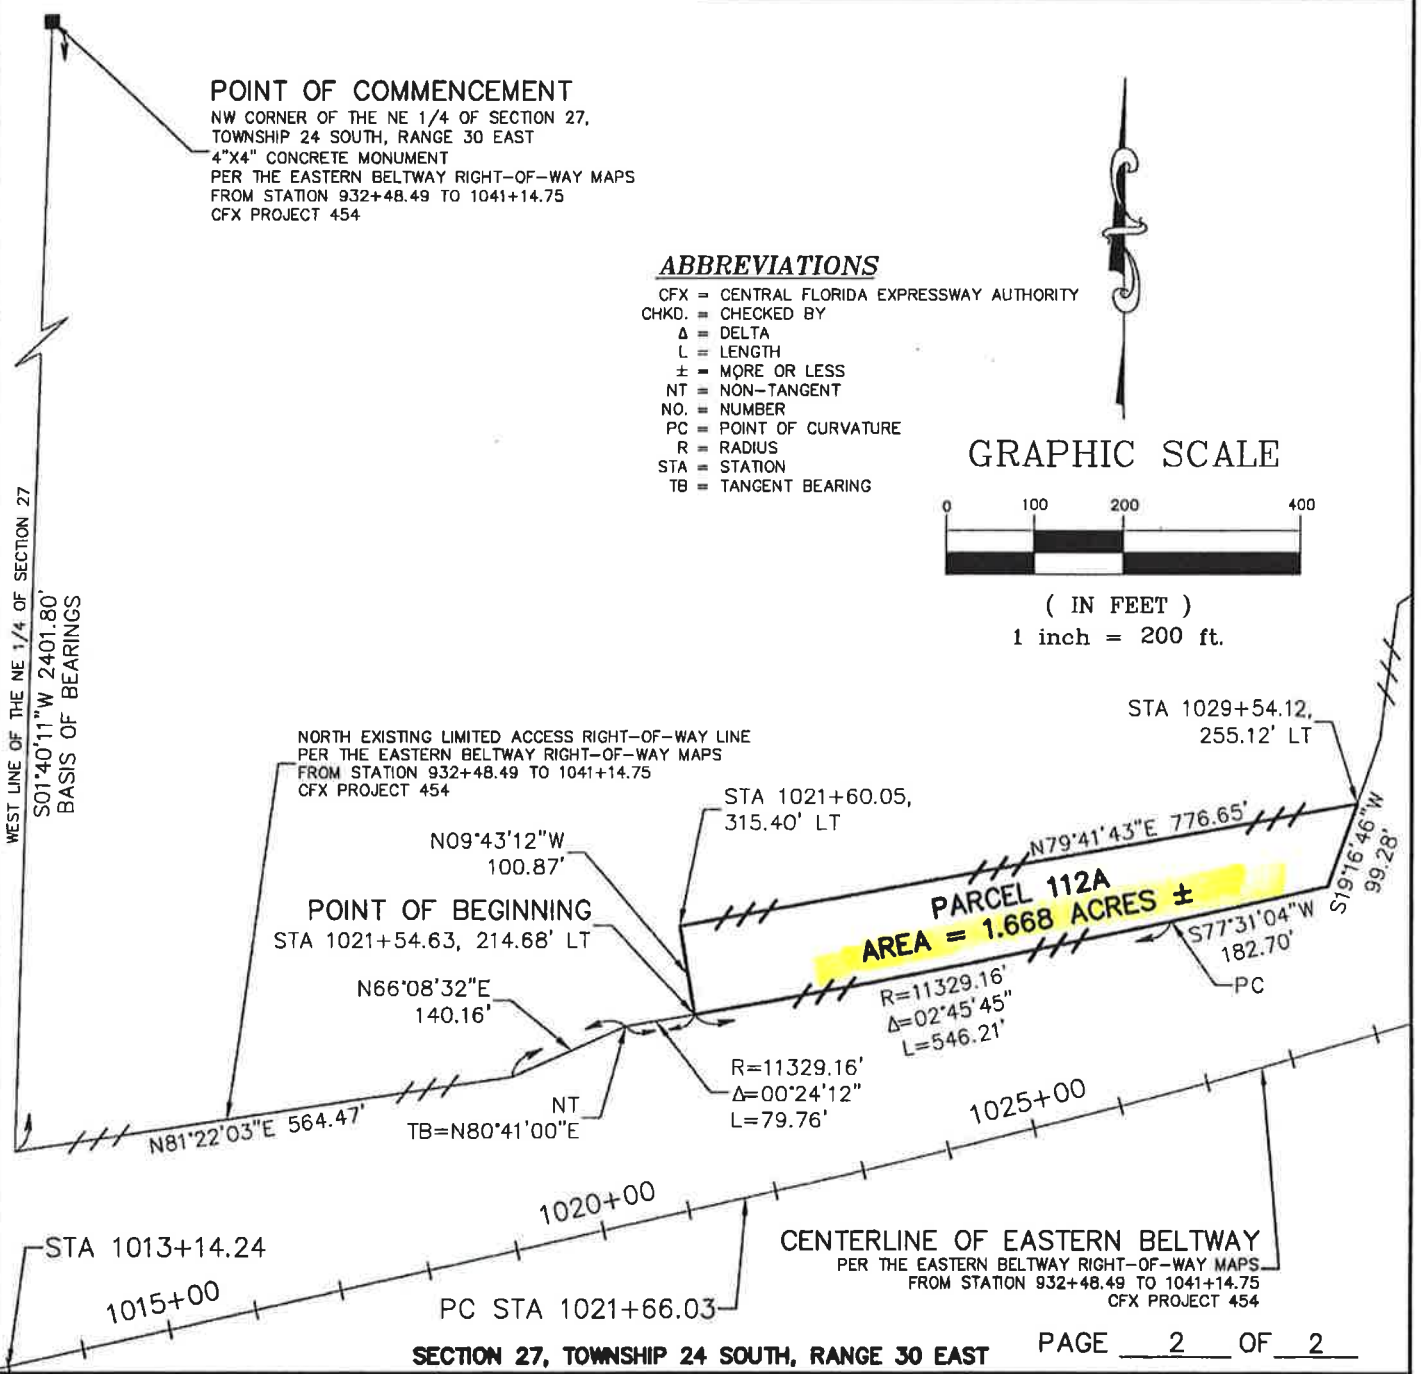 POINT OF COMMENCEMENT
NW CORNER OF THE NE 1/4 OF SECTION 27,
TOWNSHIP 24 SOUTH, RANGE 30 EAST
4"X4" CONCRETE MONUMENT
PER THE EASTERN BELTWAY RIGHT-OF-WAY MAPS
FROM STATION 932+48.49 TO 1041+14.75
CFX PROJECT 454
ABBREVIATIONS
CFX = CENTRAL FLORIDA EXPRESSWAY AUTHORITY
CHKD. = CHECKED BY
Δ = DELTA
L = LENGTH
± = MORE OR LESS
NT = NON-TANGENT
NO. = NUMBER
PC = POINT OF CURVATURE
R = RADIUS
STA = STATION
TB = TANGENT BEARING
GRAPHIC SCALE
0 100 200 400
( IN FEET )
1 inch = 200 ft.
WEST LINE OF THE NE 1/4 OF SECTION 27
S01°40'11"W 2401.80'
BASIS OF BEARINGS
NORTH EXISTING LIMITED ACCESS RIGHT-OF-WAY LINE
PER THE EASTERN BELTWAY RIGHT-OF-WAY MAPS
FROM STATION 932+48.49 TO 1041+14.75
CFX PROJECT 454
STA 1029+54.12,
255.12' LT
STA 1021+60.05,
315.40' LT
N09°43'12"W
100.87'
N79°41'43"E 776.65'
S19°16'46"W
99.28'
PARCEL 112A
AREA = 1.668 ACRES ±
POINT OF BEGINNING
STA 1021+54.63, 214.68' LT
S77°31'04"W
182.70'
PC
N66°08'32"E
140.16'
R=11329.16'
Δ=02°45'45"
L=546.21'
R=11329.16'
Δ=00°24'12"
L=79.76'
NT
TB=N80°41'00"E
N81°22'03"E 564.47'
1025+00
1020+00
1015+00
STA 1013+14.24
PC STA 1021+66.03
CENTERLINE OF EASTERN BELTWAY
PER THE EASTERN BELTWAY RIGHT-OF-WAY MAPS
FROM STATION 932+48.49 TO 1041+14.75
CFX PROJECT 454
SECTION 27, TOWNSHIP 24 SOUTH, RANGE 30 EAST
PAGE 2 OF 2